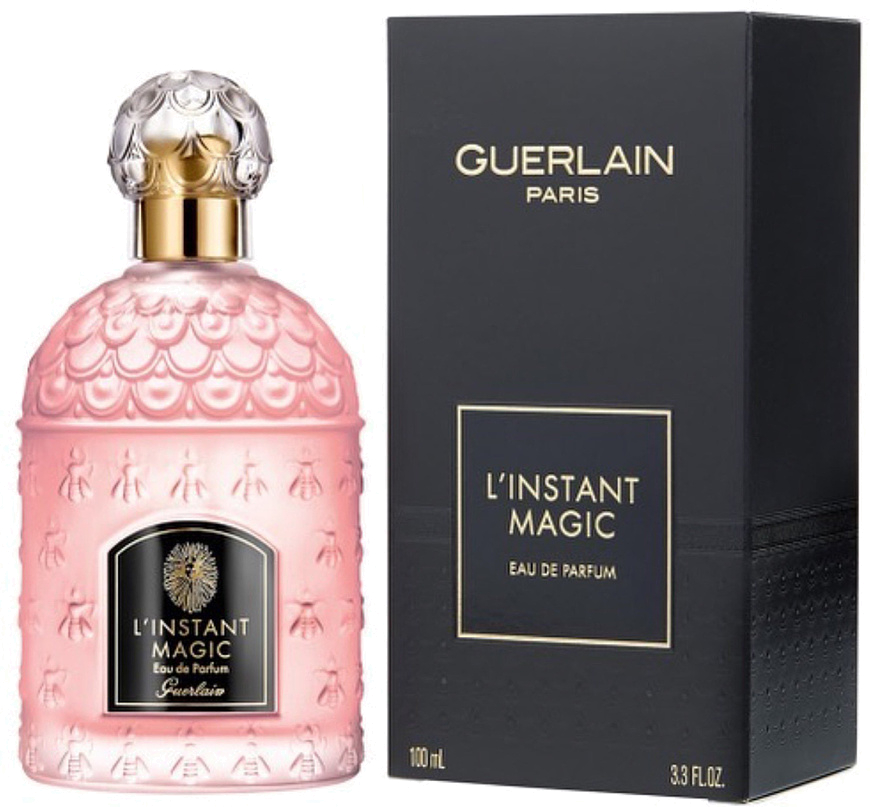 GUERLAIN
PARIS
L'INSTANT
MAGIC
EAU DE PARFUM
100 mL
3.3 FL.OZ.
L'INSTANT
MAGIC
Eau de Parfum
Guerlain